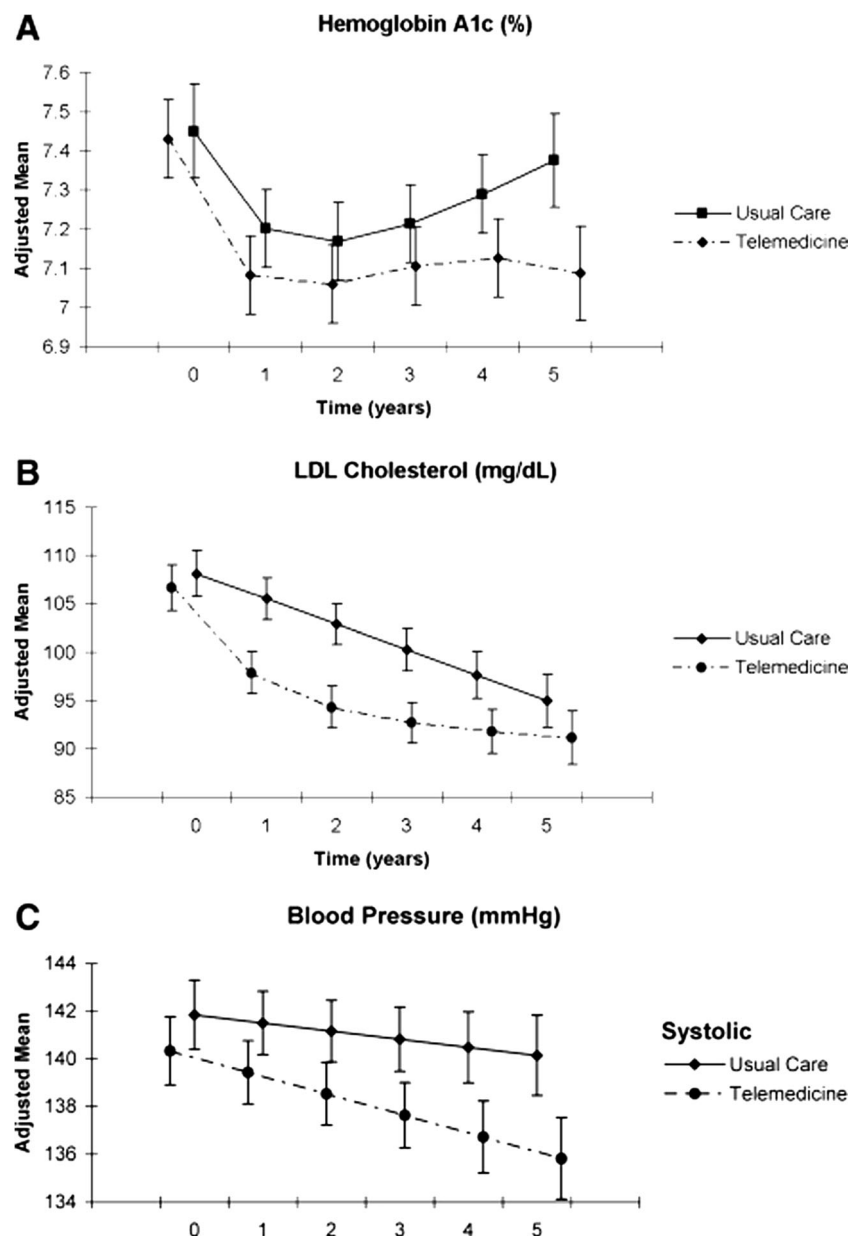 A
Hemoglobin A1c (%)
7.6
7.5
7.4
7.3
7.2
7.1
7
6.9
Adjusted Mean
0 1 2 3 4 5
Time (years)
Usual Care
Telemedicine
B
LDL Cholesterol (mg/dL)
115
110
105
100
95
90
85
Adjusted Mean
0 1 2 3 4 5
Time (years)
Usual Care
Telemedicine
C
Blood Pressure (mmHg)
144
142
140
138
136
134
Adjusted Mean
0 1 2 3 4 5
Systolic
Usual Care
Telemedicine